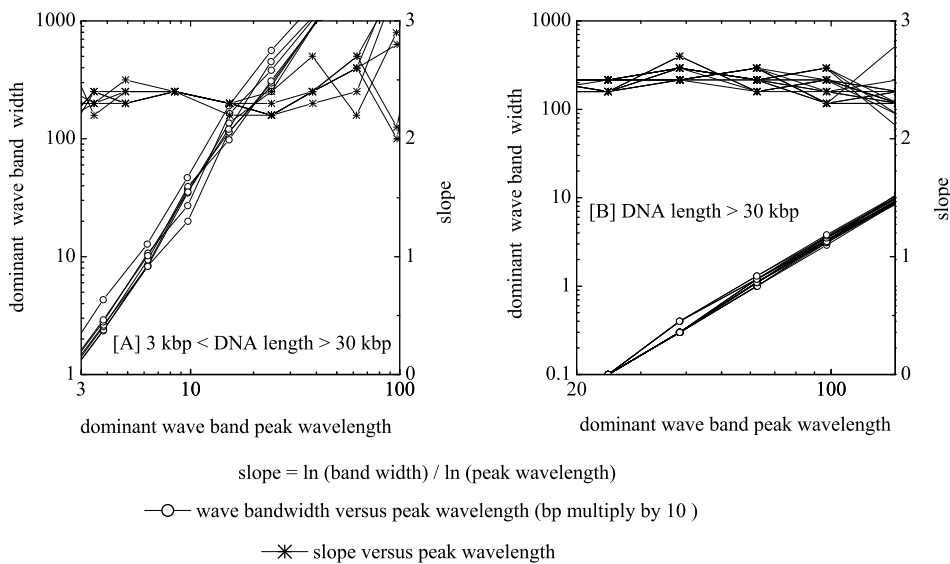 1000
100
10
1
3
2
1
0
3
10
100
dominant wave band width
slope
[A] 3 kbp < DNA length > 30 kbp
dominant wave band peak wavelength
1000
100
10
1
0.1
3
2
1
0
20
100
dominant wave band width
slope
[B] DNA length > 30 kbp
dominant wave band peak wavelength
slope = ln (band width) / ln (peak wavelength)
wave bandwidth versus peak wavelength (bp multiply by 10 )
slope versus peak wavelength